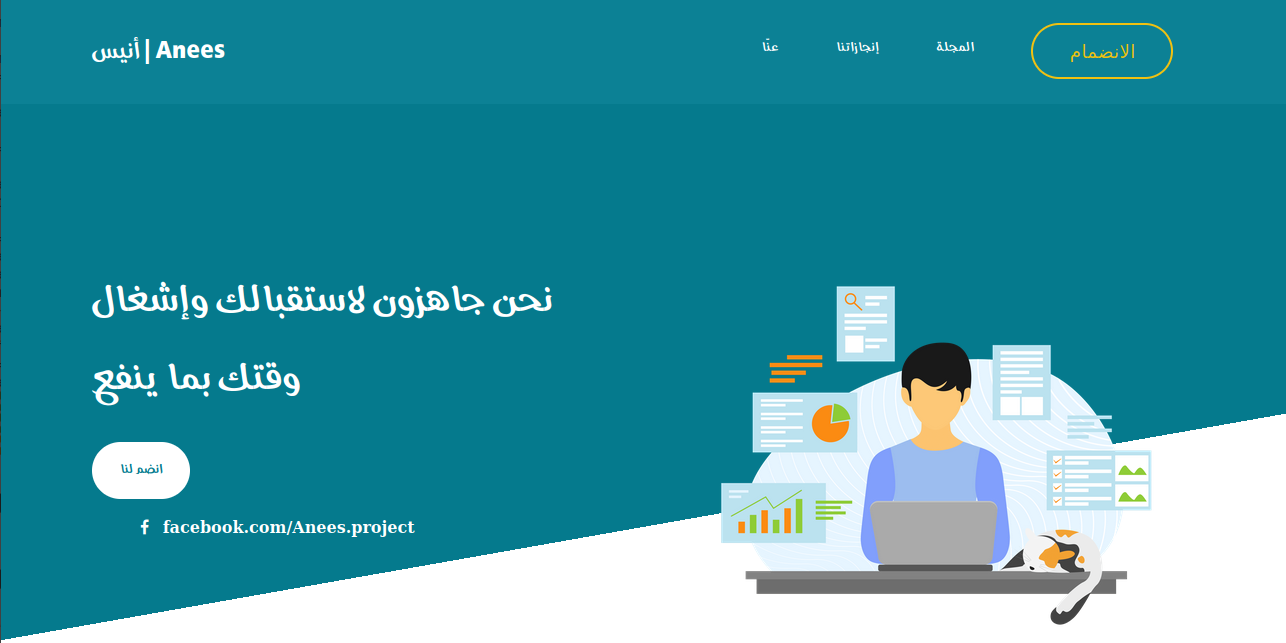 أنيس | Anees
عنّا
إنجازاتنا
المجلة
الانضمام
نحن جاهزون لاستقبالك وإشغال
وقتك بما ينفع
انضم لنا
facebook.com/Anees.project